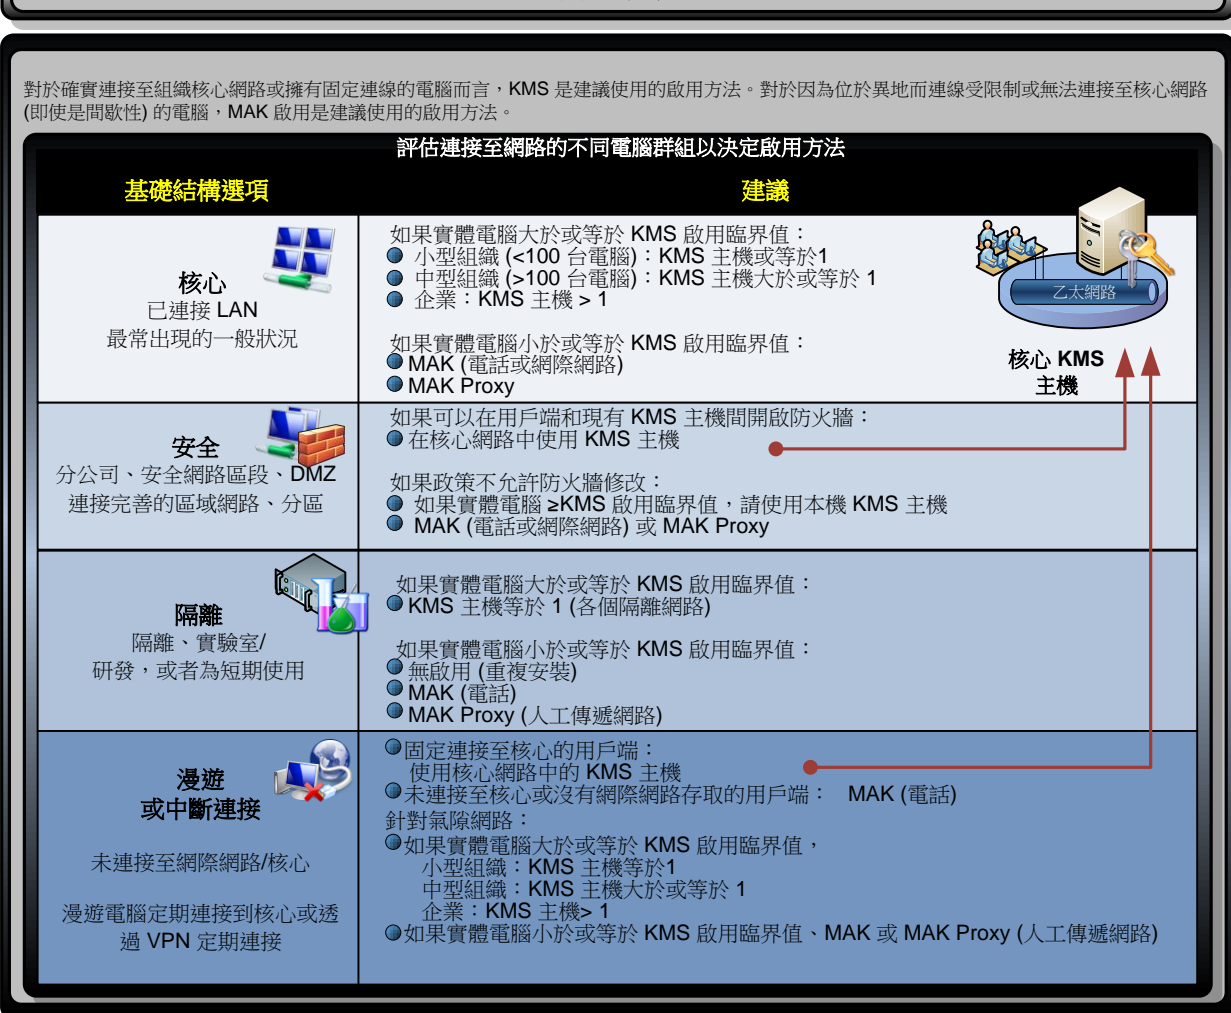 對於確實連接至組織核心網路或擁有固定連線的電腦而言，KMS 是建議使用的啟用方法。對於因為位於異地而連線受限制或無法連接至核心網路
(即使是間歇性) 的電腦，MAK 啟用是建議使用的啟用方法。
評估連接至網路的不同電腦群組以決定啟用方法
基礎結構選項
建議
核心
已連接 LAN
最常出現的一般狀況
如果實體電腦大於或等於 KMS 啟用臨界值：
小型組織 (<100 台電腦)：KMS 主機或等於1
中型組織 (>100 台電腦)：KMS 主機大於或等於 1
企業：KMS 主機 > 1
如果實體電腦小於或等於 KMS 啟用臨界值：
MAK (電話或網際網路)
MAK Proxy
乙太網路
核心 KMS
主機
安全
分公司、安全網路區段、DMZ
連接完善的區域網路、分區
如果可以在用戶端和現有 KMS 主機間開啟防火牆：
在核心網路中使用 KMS 主機
如果政策不允許防火牆修改：
如果實體電腦 ≥KMS 啟用臨界值，請使用本機 KMS 主機
MAK (電話或網際網路) 或 MAK Proxy
隔離
隔離、實驗室/
研發，或者為短期使用
如果實體電腦大於或等於 KMS 啟用臨界值：
KMS 主機等於 1 (各個隔離網路)
如果實體電腦小於或等於 KMS 啟用臨界值：
無啟用 (重複安裝)
MAK (電話)
MAK Proxy (人工傳遞網路)
漫遊
或中斷連接
未連接至網際網路/核心
漫遊電腦定期連接到核心或透
過 VPN 定期連接
固定連接至核心的用戶端：
使用核心網路中的 KMS 主機
未連接至核心或沒有網際網路存取的用戶端： MAK (電話)
針對氣隙網路：
如果實體電腦大於或等於 KMS 啟用臨界值，
小型組織：KMS 主機等於1
中型組織：KMS 主機大於或等於 1
企業：KMS 主機> 1
如果實體電腦小於或等於 KMS 啟用臨界值、MAK 或 MAK Proxy (人工傳遞網路)